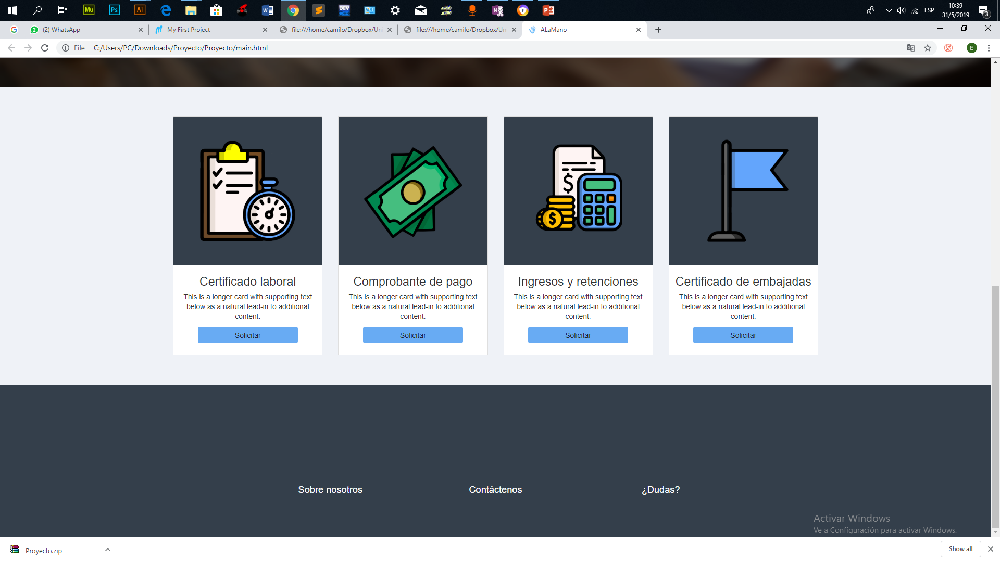 Mu
Ps
Ai
DEV
ESP
10:39
31/5/2019
3
2
(2) WhatsApp
My First Project
file:///home/camilo/Dropbox/Un
file:///home/camilo/Dropbox/Un
ALaMano
File
C:/Users/PC/Downloads/Proyecto/Proyecto/main.html
E
Certificado laboral
This is a longer card with supporting text
below as a natural lead-in to additional
content.
Solicitar
Comprobante de pago
This is a longer card with supporting text
below as a natural lead-in to additional
content.
Solicitar
Ingresos y retenciones
This is a longer card with supporting text
below as a natural lead-in to additional
content.
Solicitar
Certificado de embajadas
This is a longer card with supporting text
below as a natural lead-in to additional
content.
Solicitar
Sobre nosotros
Contáctenos
¿Dudas?
Activar Windows
Ve a Configuración para activar Windows.
Proyecto.zip
Show all